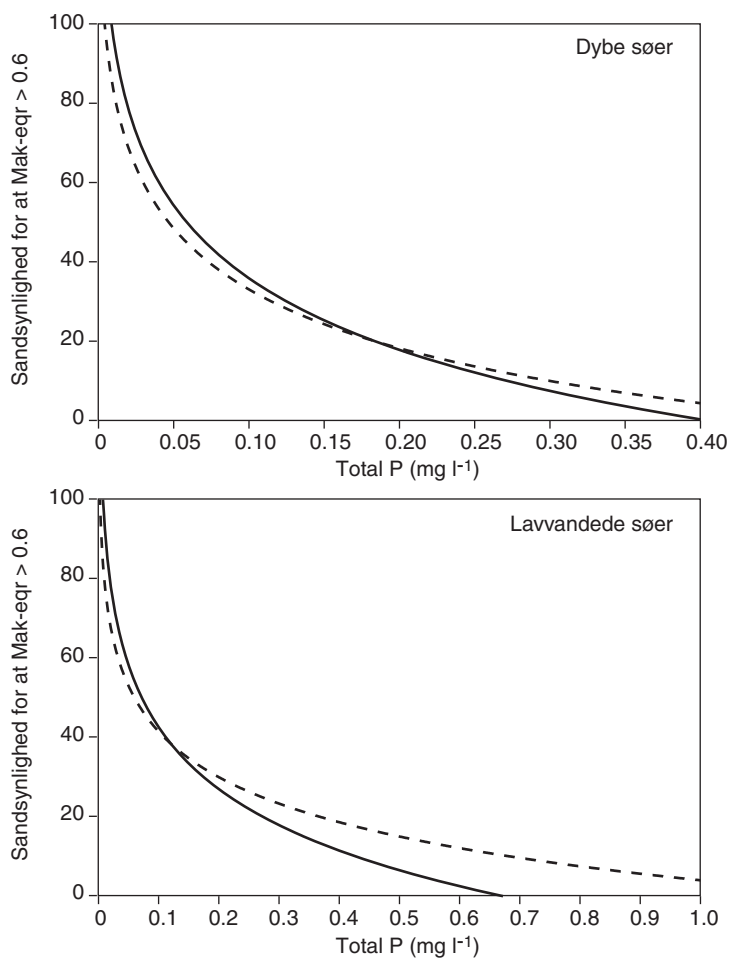 Sandsynlighed for at Mak-eqr > 0.6
100
80
60
40
20
0
Dybe søer
0 0.05 0.10 0.15 0.20 0.25 0.30 0.35 0.40
Total P (mg l⁻¹)
Sandsynlighed for at Mak-eqr > 0.6
100
80
60
40
20
0
Lavvandede søer
0 0.1 0.2 0.3 0.4 0.5 0.6 0.7 0.8 0.9 1.0
Total P (mg l⁻¹)